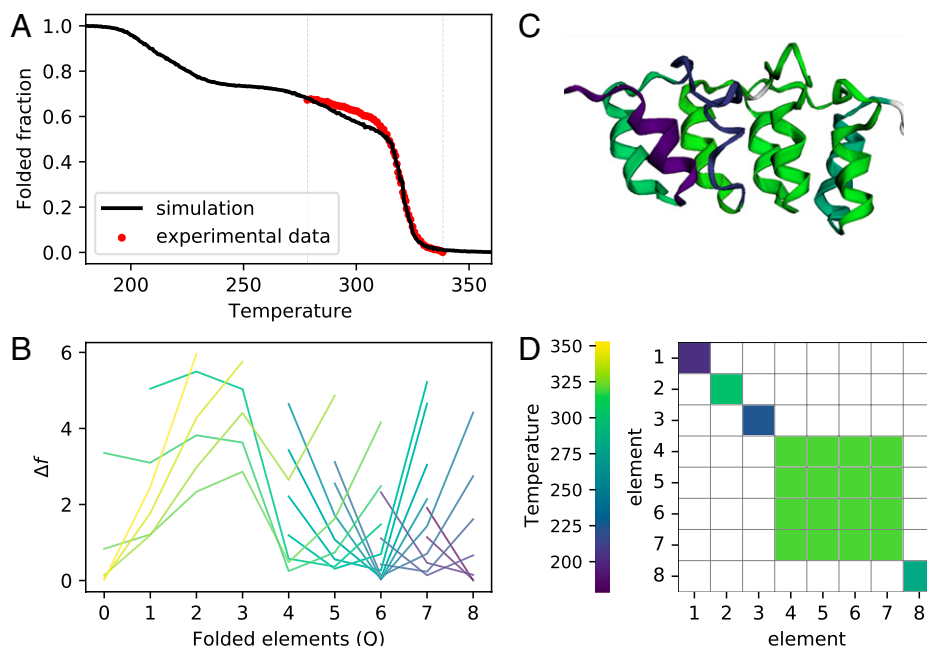 A
1.0
0.8
0.6
0.4
0.2
0.0
Folded fraction
simulation
experimental data
200
250
300
350
Temperature
B
6
4
2
0
Δf
0 1 2 3 4 5 6 7 8
Folded elements (Q)
C
D
350
325
300
275
250
225
200
Temperature
1
2
3
4
5
6
7
8
element
1 2 3 4 5 6 7 8
element